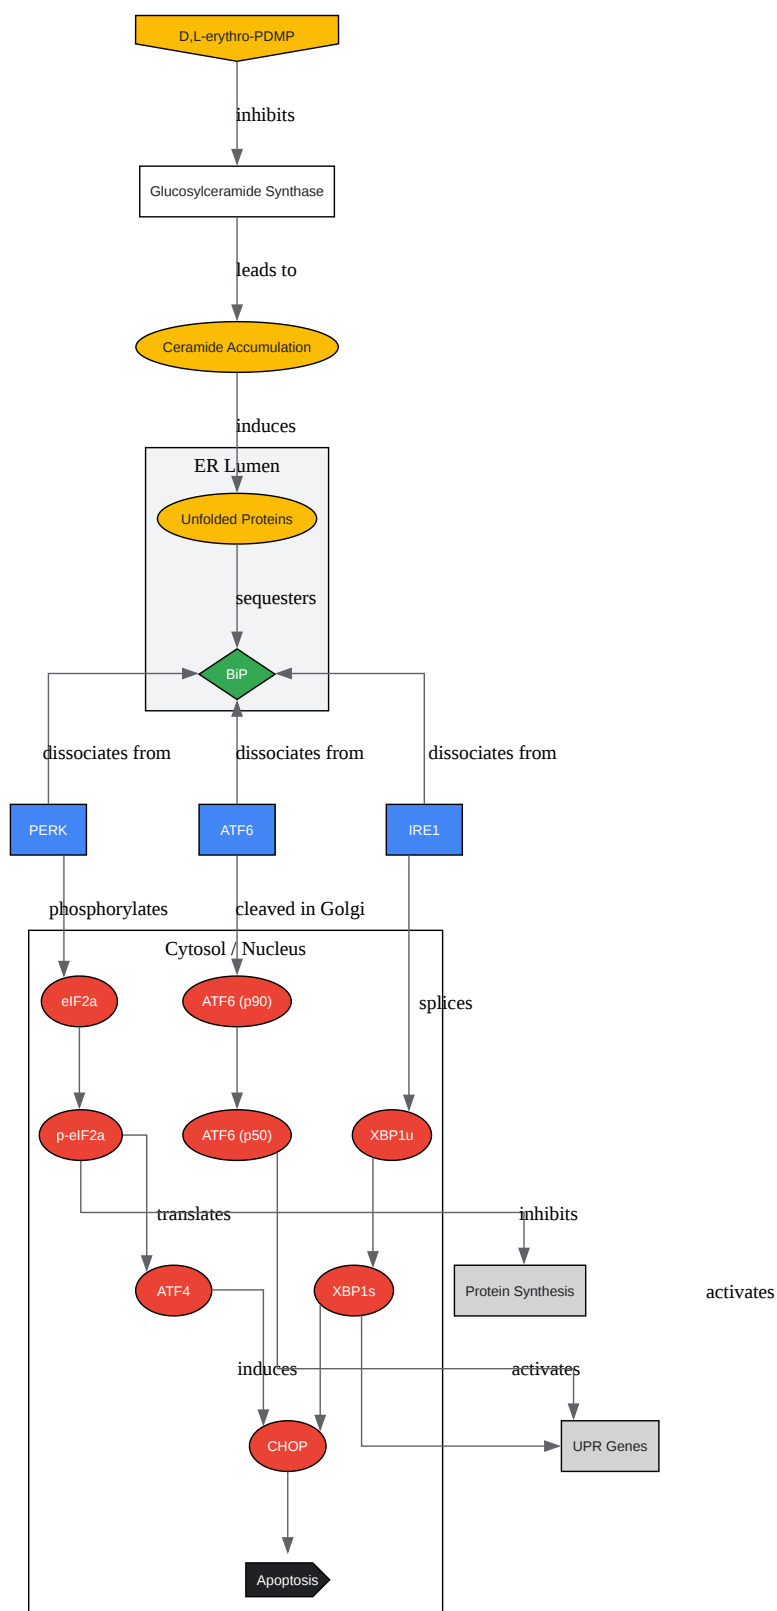 D,L-erythro-PDMP
inhibits
Glucosylceramide Synthase
leads to
Ceramide Accumulation
induces
ER Lumen
Unfolded Proteins
sequesters
BiP
dissociates from
dissociates from
dissociates from
PERK
ATF6
IRE1
phosphorylates
cleaved in Golgi
Cytosol / Nucleus
eIF2a
ATF6 (p90)
splices
p-eIF2a
ATF6 (p50)
XBP1u
translates
inhibits
ATF4
XBP1s
Protein Synthesis
activates
induces
activates
CHOP
UPR Genes
Apoptosis